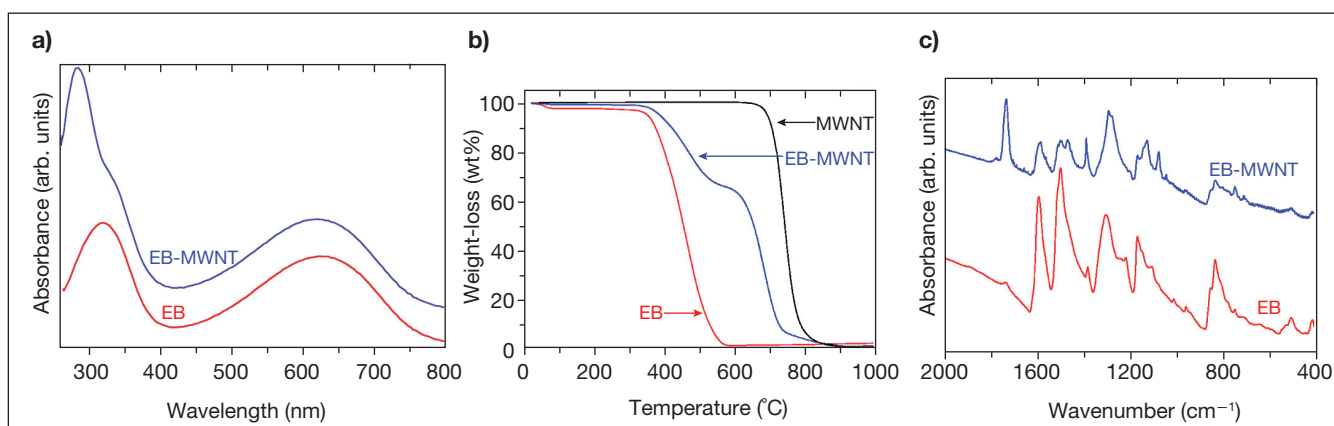 a)
Absorbance (arb. units)
EB-MWNT
EB
300 400 500 600 700 800
Wavelength (nm)
b)
Weight-loss (wt%)
100
80
60
40
20
0
MWNT
EB-MWNT
EB
0 200 400 600 800 1000
Temperature (°C)
c)
Absorbance (arb. units)
EB-MWNT
EB
2000 1600 1200 800 400
Wavenumber (cm⁻¹)